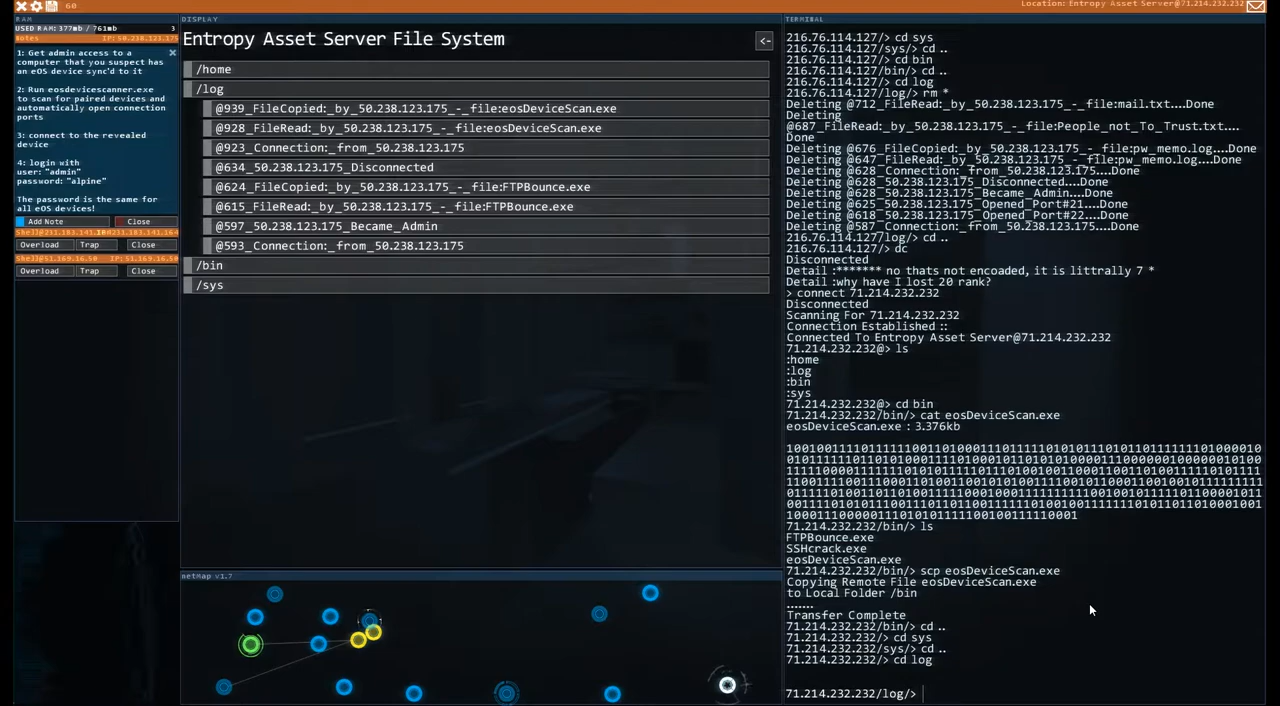 60
Location: Entropy Asset Server@71.214.232.232
RAM
USED RAM: 377mb / 761mb 3
Notes IP: 50.238.123.175
1: Get admin access to a
computer that you suspect has
an eOS device sync'd to it
2: Run eosdevicescanner.exe
to scan for paired devices and
automatically open connection
ports
3: connect to the revealed
device
4: login with
user: "admin"
password: "alpine"
The password is the same for
all eOS devices!
Add Note Close
Overload Trap Close
Shell@51.169.16.50 IP: 51.169.16.50
Overload Trap Close
DISPLAY
Entropy Asset Server File System
<-
/home
/log
@939_FileCopied:_by_50.238.123.175_-_file:eosDeviceScan.exe
@928_FileRead:_by_50.238.123.175_-_file:eosDeviceScan.exe
@923_Connection:_from_50.238.123.175
@634_50.238.123.175_Disconnected
@624_FileCopied:_by_50.238.123.175_-_file:FTPBounce.exe
@615_FileRead:_by_50.238.123.175_-_file:FTPBounce.exe
@597_50.238.123.175_Became_Admin
@593_Connection:_from_50.238.123.175
/bin
/sys
netMap v1.7
TERMINAL
216.76.114.127/> cd sys
216.76.114.127/sys/> cd ..
216.76.114.127/> cd bin
216.76.114.127/bin/> cd ..
216.76.114.127/> cd log
216.76.114.127/log/> rm *
Deleting @712_FileRead:_by_50.238.123.175_-_file:mail.txt....Done
Deleting
@687_FileRead:_by_50.238.123.175_-_file:People_not_To_Trust.txt....
Done
Deleting @676_FileCopied:_by_50.238.123.175_-_file:pw_memo.log....Done
Deleting @647_FileRead:_by_50.238.123.175_-_file:pw_memo.log....Done
Deleting @628_Connection:_from_50.238.123.175....Done
Deleting @628_50.238.123.175_Disconnected....Done
Deleting @628_50.238.123.175_Became_Admin....Done
Deleting @625_50.238.123.175_Opened_Port#21....Done
Deleting @618_50.238.123.175_Opened_Port#22....Done
Deleting @587_Connection:_from_50.238.123.175....Done
216.76.114.127/log/> cd ..
216.76.114.127/> dc
Disconnected
Detail :******* no thats not encoaded, it is littrally 7 *
Detail :why have I lost 20 rank?
> connect 71.214.232.232
Disconnected
Scanning For 71.214.232.232
Connection Established ::
Connected To Entropy Asset Server@71.214.232.232
71.214.232.232@> ls
:home
:log
:bin
:sys
71.214.232.232@> cd bin
71.214.232.232/bin/> cat eosDeviceScan.exe
eosDeviceScan.exe : 3.376kb
71.214.232.232/bin/> ls
FTPBounce.exe
SSHcrack.exe
eosDeviceScan.exe
71.214.232.232/bin/> scp eosDeviceScan.exe
Copying Remote File eosDeviceScan.exe
to Local Folder /bin
.......
Transfer Complete
71.214.232.232/bin/> cd ..
71.214.232.232/> cd sys
71.214.232.232/sys/> cd ..
71.214.232.232/> cd log
71.214.232.232/log/>